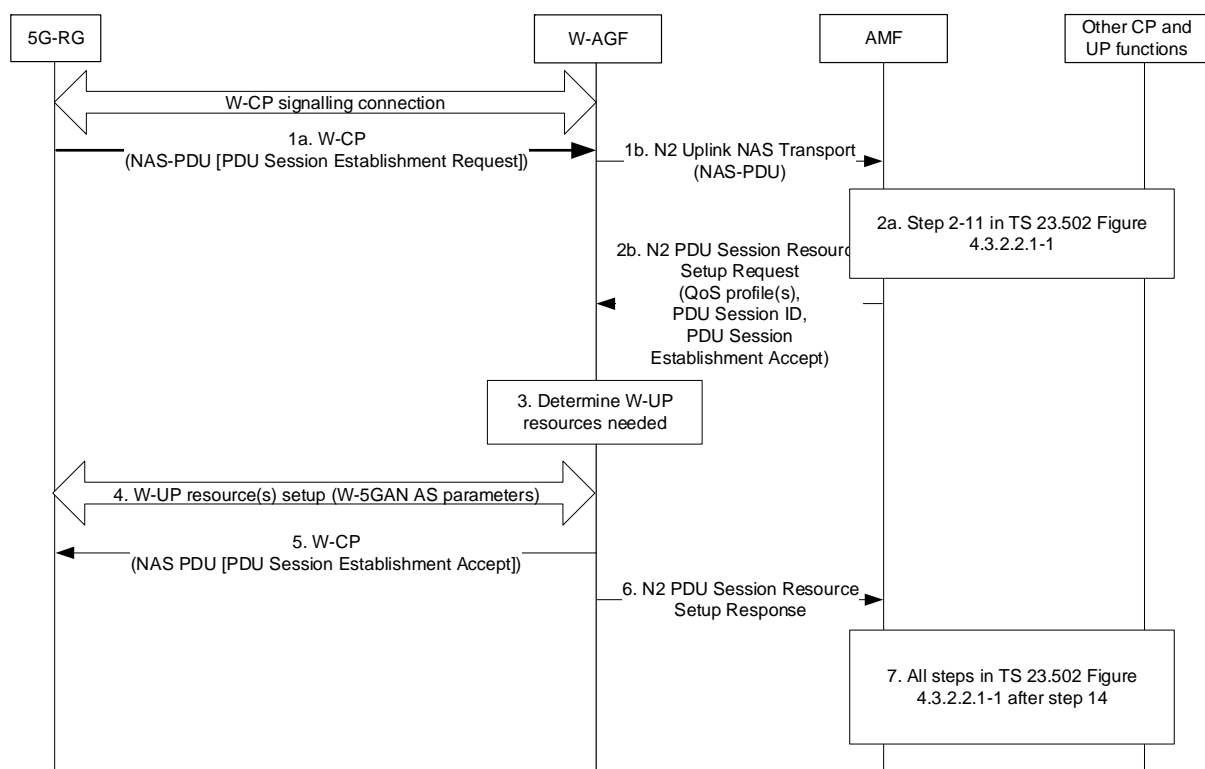 5G-RG
W-AGF
AMF
Other CP and
UP functions
W-CP signalling connection
1a. W-CP
(NAS-PDU [PDU Session Establishment Request])
1b. N2 Uplink NAS Transport
(NAS-PDU)
2a. Step 2-11 in TS 23.502 Figure
4.3.2.2.1-1
2b. N2 PDU Session Resourc
Setup Request
(QoS profile(s),
PDU Session ID,
PDU Session
Establishment Accept)
3. Determine W-UP
resources needed
4. W-UP resource(s) setup (W-5GAN AS parameters)
5. W-CP
(NAS PDU [PDU Session Establishment Accept])
6. N2 PDU Session Resource
Setup Response
7. All steps in TS 23.502 Figure
4.3.2.2.1-1 after step 14